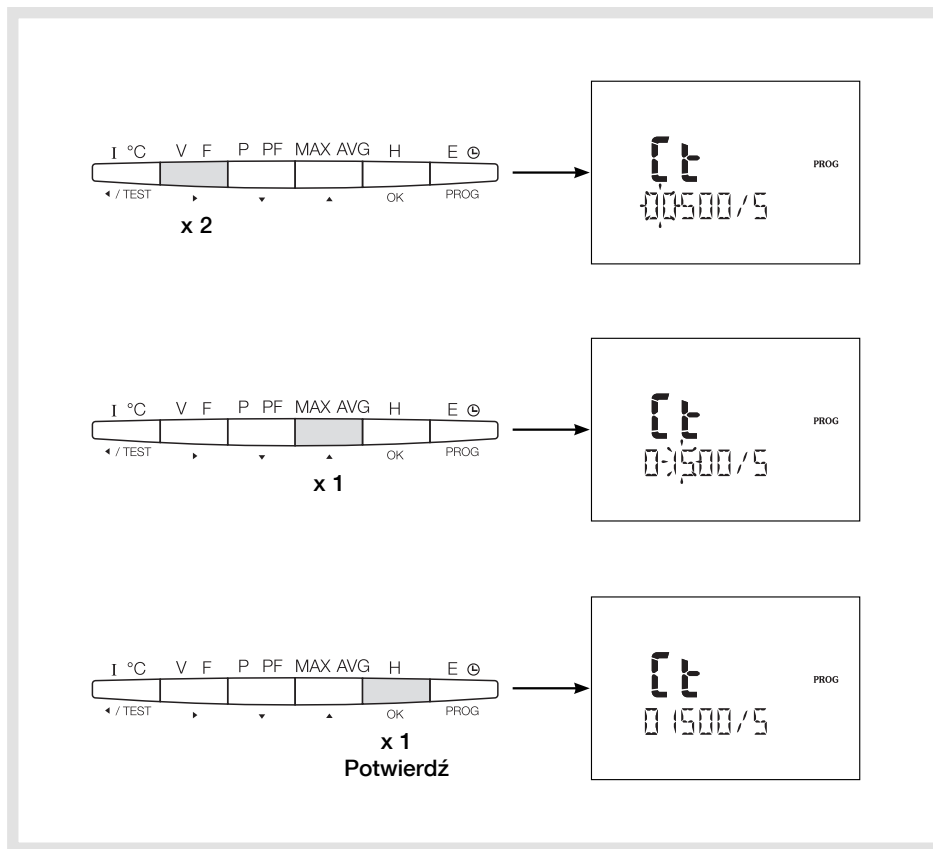 I °C V F P PF MAX AVG H E
/ TEST OK PROG
x 2
Ct PROG
00500/5
I °C V F P PF MAX AVG H E
/ TEST OK PROG
x 1
Ct PROG
01500/5
I °C V F P PF MAX AVG H E
/ TEST OK PROG
x 1
Potwierdź
Ct PROG
01500/5